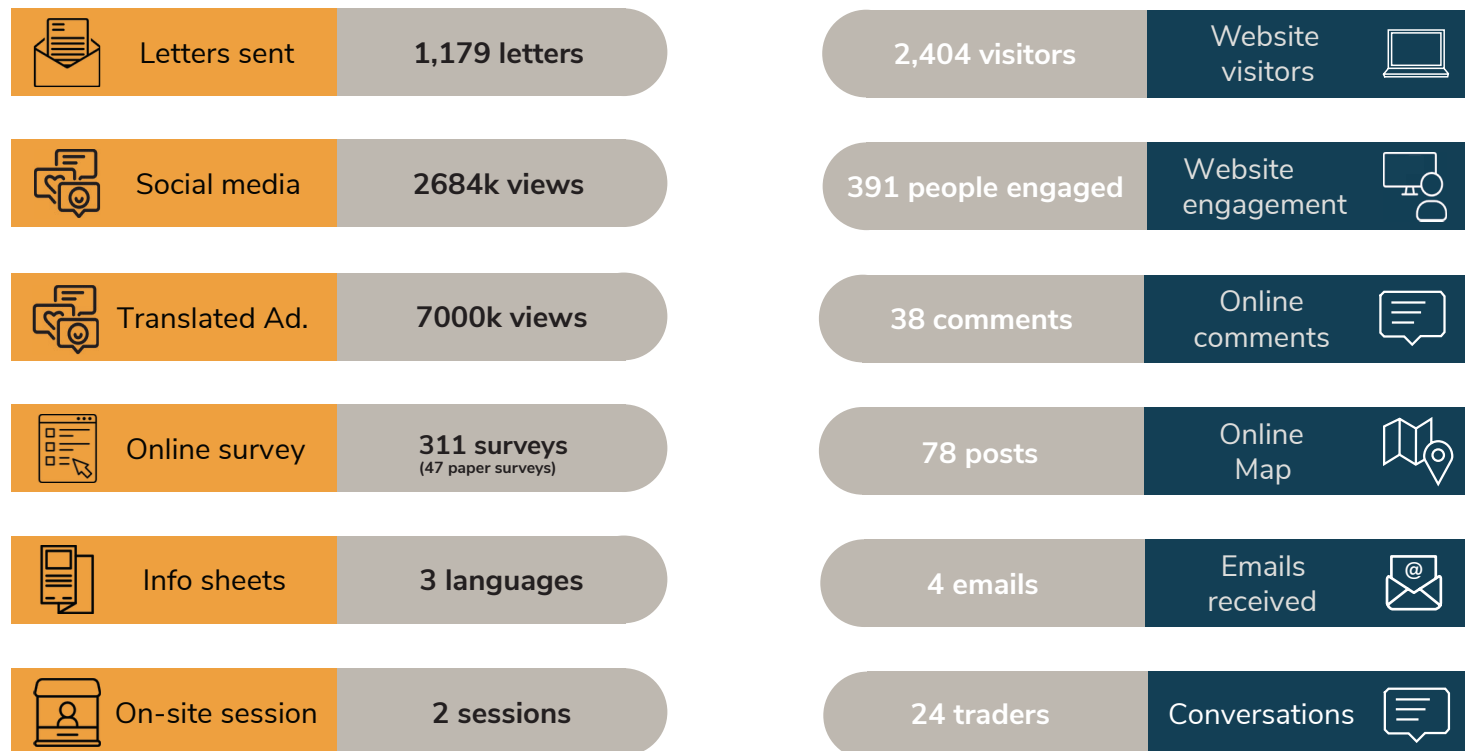 Letters sent
1,179 letters
Social media
2684k views
Translated Ad.
7000k views
Online survey
311 surveys
(47 paper surveys)
Info sheets
3 languages
On-site session
2 sessions
2,404 visitors
Website
visitors
391 people engaged
Website
engagement
38 comments
Online
comments
78 posts
Online
Map
4 emails
Emails
received
@
24 traders
Conversations